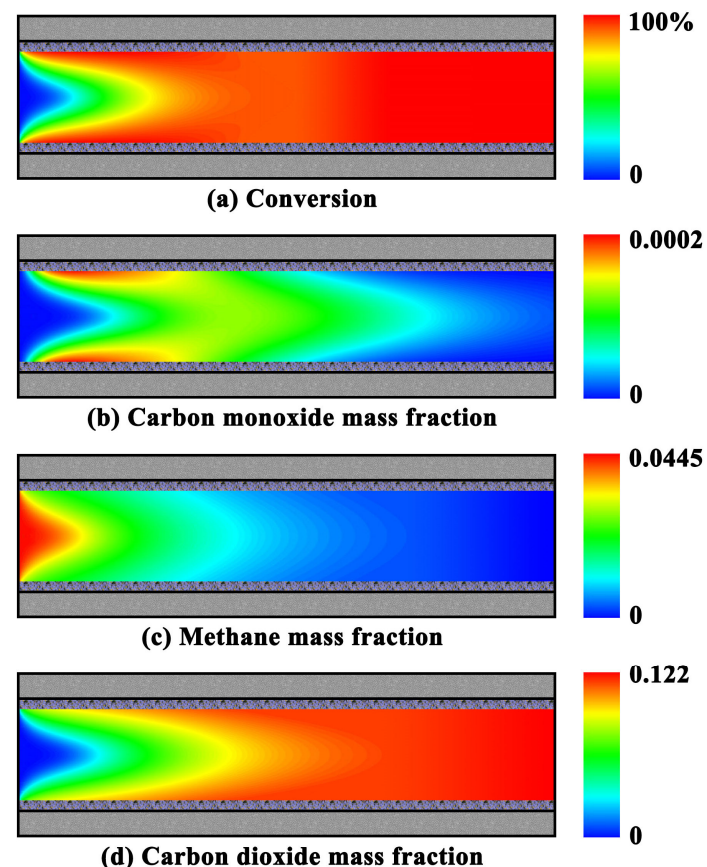 100%
0
(a) Conversion
0.0002
0
(b) Carbon monoxide mass fraction
0.0445
0
(c) Methane mass fraction
0.122
0
(d) Carbon dioxide mass fraction